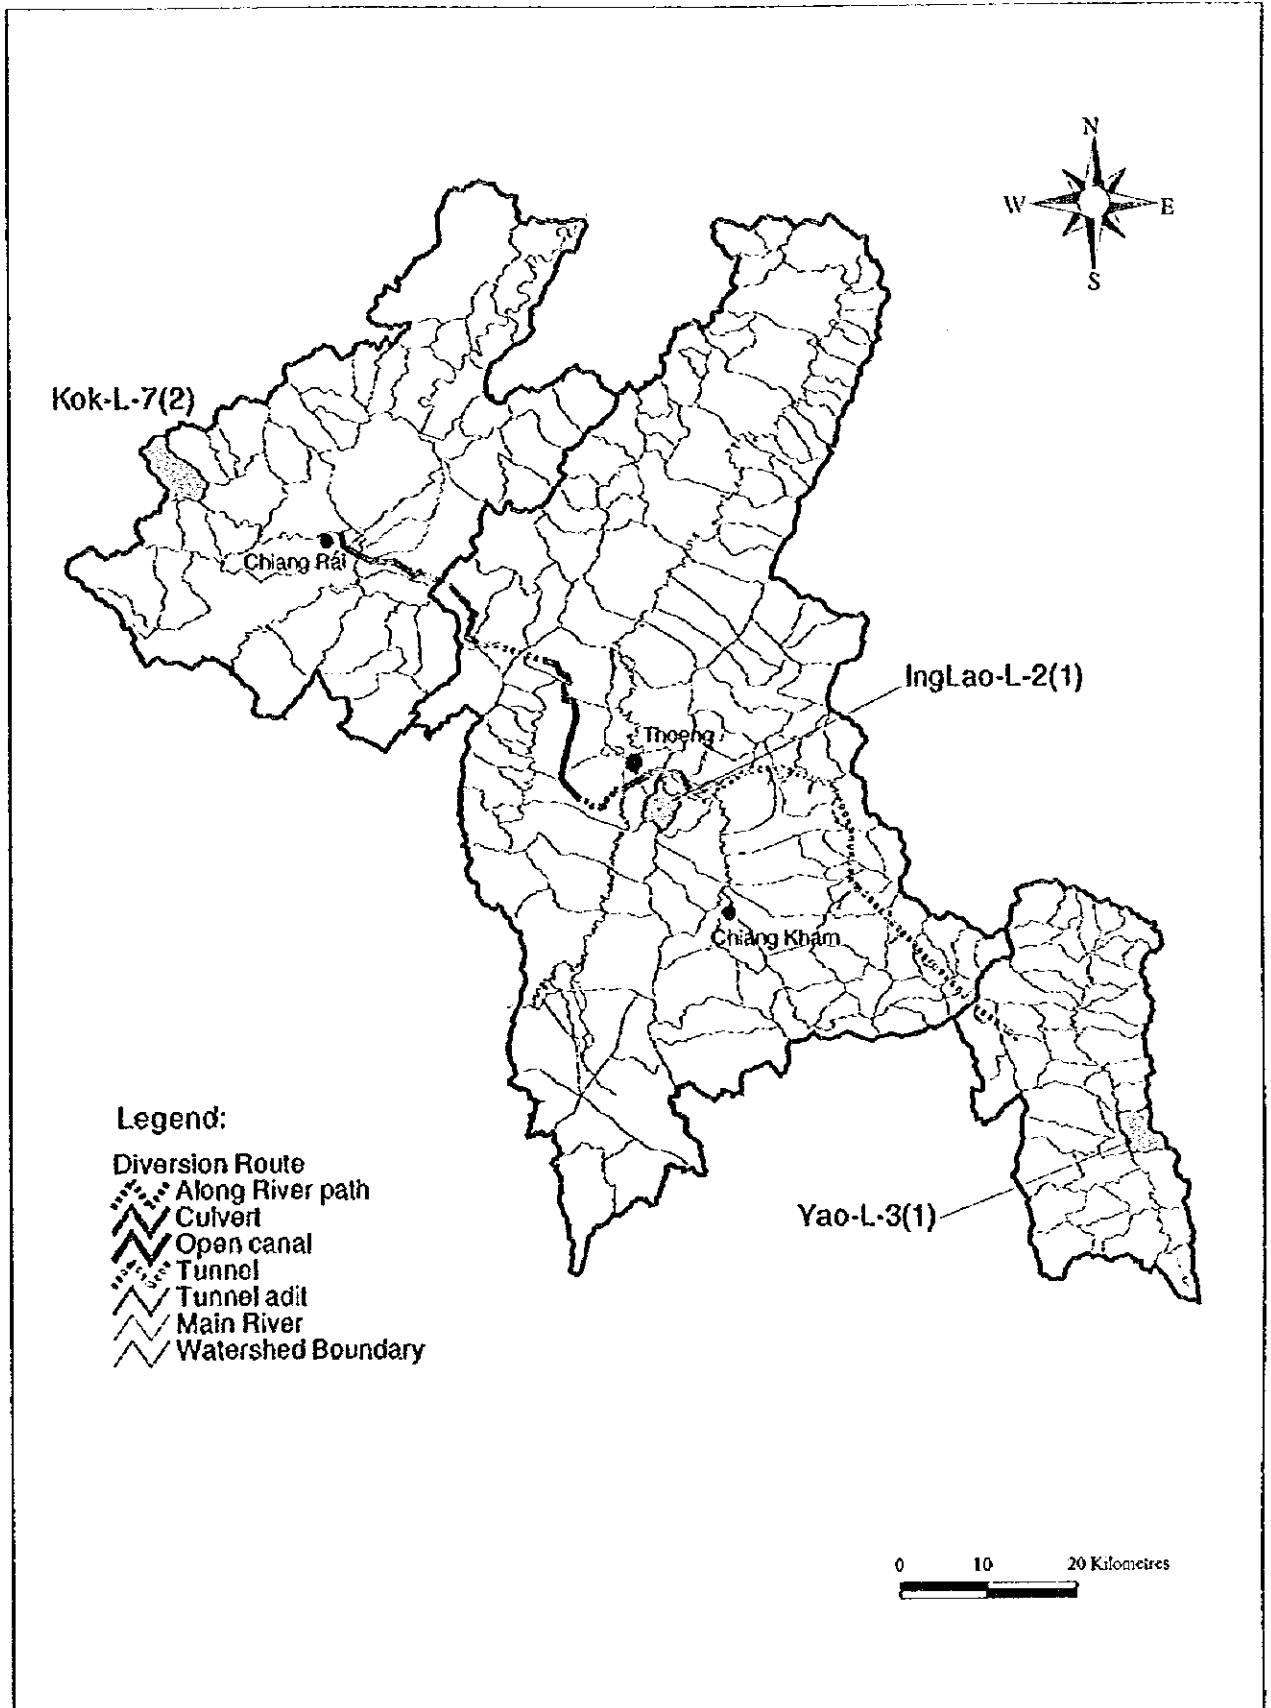 N
W E
S
Kok-L-7(2)
Chiang Rai
IngLao-L-2(1)
Thoeng
Chiang Kham
Legend:
Diversion Route
Along River path
Culvert
Open canal
Tunnel
Tunnel adit
Main River
Watershed Boundary
Yao-L-3(1)
0 10 20 Kilometres